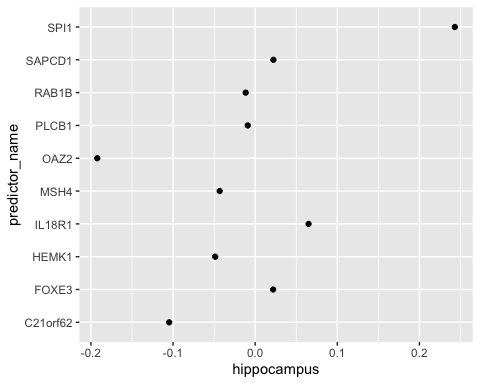 SPI1
SAPCD1
RAB1B
PLCB1
OAZ2
MSH4
IL18R1
HEMK1
FOXE3
C21orf62
predictor_name
-0.2 -0.1 0.0 0.1 0.2
hippocampus